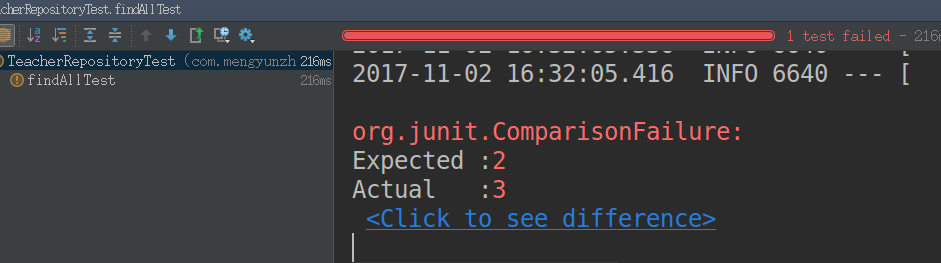 cherRepositoryTest.findAllTest
1 test failed – 216m
TeacherRepositoryTest (com.mengyunzh 216ms
findAllTest 216ms
2017-11-02 16:32:05.416  INFO 6640 --- [
org.junit.ComparisonFailure:
Expected :2
Actual   :3
<Click to see difference>